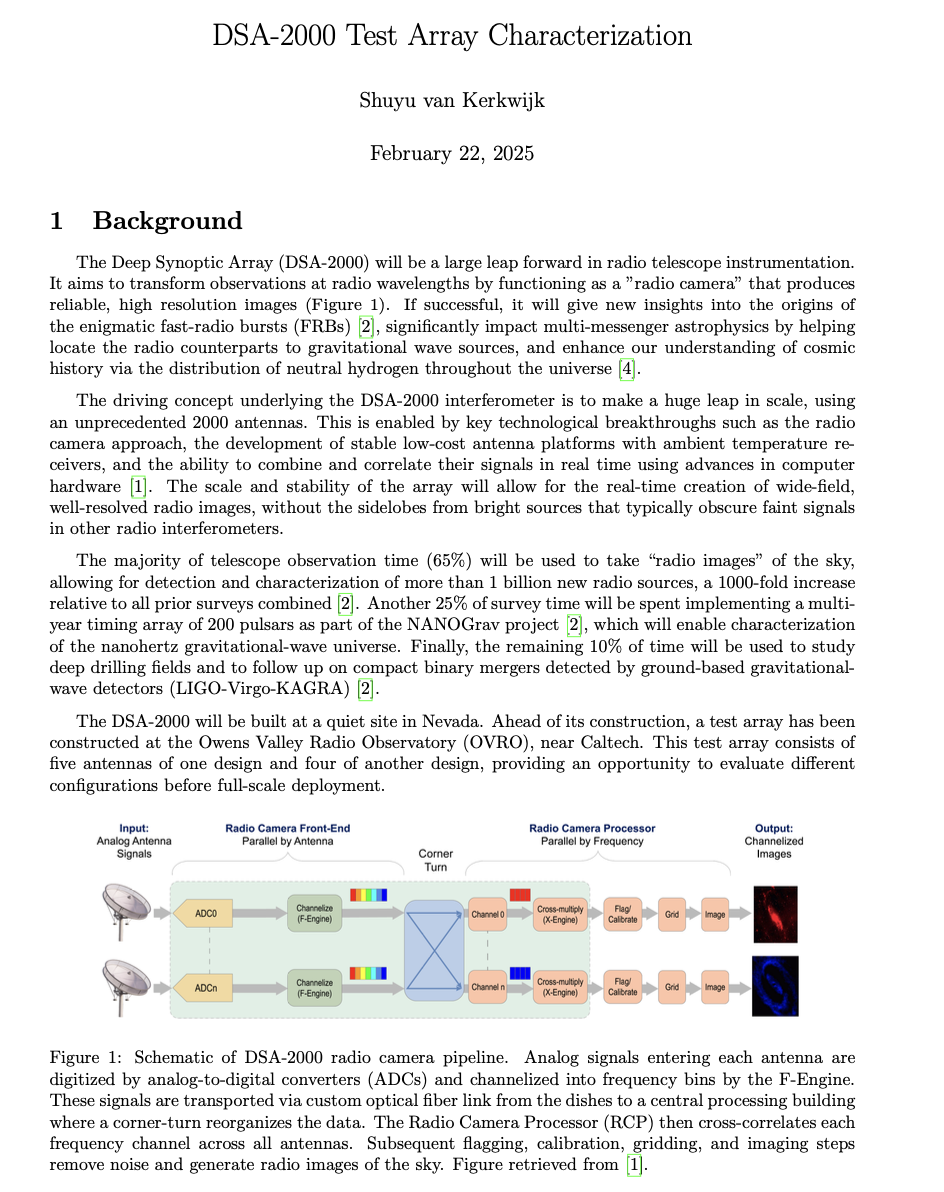 DSA-2000 Test Array Characterization
Shuyu van Kerkwijk
February 22, 2025
1 Background
The Deep Synoptic Array (DSA-2000) will be a large leap forward in radio telescope instrumentation.
It aims to transform observations at radio wavelengths by functioning as a ”radio camera” that produces
reliable, high resolution images (Figure 1). If successful, it will give new insights into the origins of
the enigmatic fast-radio bursts (FRBs) [2], significantly impact multi-messenger astrophysics by helping
locate the radio counterparts to gravitational wave sources, and enhance our understanding of cosmic
history via the distribution of neutral hydrogen throughout the universe [4].
The driving concept underlying the DSA-2000 interferometer is to make a huge leap in scale, using
an unprecedented 2000 antennas. This is enabled by key technological breakthroughs such as the radio
camera approach, the development of stable low-cost antenna platforms with ambient temperature re-
ceivers, and the ability to combine and correlate their signals in real time using advances in computer
hardware [1]. The scale and stability of the array will allow for the real-time creation of wide-field,
well-resolved radio images, without the sidelobes from bright sources that typically obscure faint signals
in other radio interferometers.
The majority of telescope observation time (65%) will be used to take “radio images” of the sky,
allowing for detection and characterization of more than 1 billion new radio sources, a 1000-fold increase
relative to all prior surveys combined [2]. Another 25% of survey time will be spent implementing a multi-
year timing array of 200 pulsars as part of the NANOGrav project [2], which will enable characterization
of the nanohertz gravitational-wave universe. Finally, the remaining 10% of time will be used to study
deep drilling fields and to follow up on compact binary mergers detected by ground-based gravitational-
wave detectors (LIGO-Virgo-KAGRA) [2].
The DSA-2000 will be built at a quiet site in Nevada. Ahead of its construction, a test array has been
constructed at the Owens Valley Radio Observatory (OVRO), near Caltech. This test array consists of
five antennas of one design and four of another design, providing an opportunity to evaluate different
configurations before full-scale deployment.
Input:
Analog Antenna
Signals
Radio Camera Front-End
Parallel by Antenna
Corner
Turn
Radio Camera Processor
Parallel by Frequency
Output:
Channelized
Images
ADC0
Channelize
(F-Engine)
Channel 0
Cross-multiply
(X-Engine)
Flag/
Calibrate
Grid
Image
ADCn
Channelize
(F-Engine)
Channel n
Cross-multiply
(X-Engine)
Flag/
Calibrate
Grid
Image
Figure 1: Schematic of DSA-2000 radio camera pipeline. Analog signals entering each antenna are
digitized by analog-to-digital converters (ADCs) and channelized into frequency bins by the F-Engine.
These signals are transported via custom optical fiber link from the dishes to a central processing building
where a corner-turn reorganizes the data. The Radio Camera Processor (RCP) then cross-correlates each
frequency channel across all antennas. Subsequent flagging, calibration, gridding, and imaging steps
remove noise and generate radio images of the sky. Figure retrieved from [1].